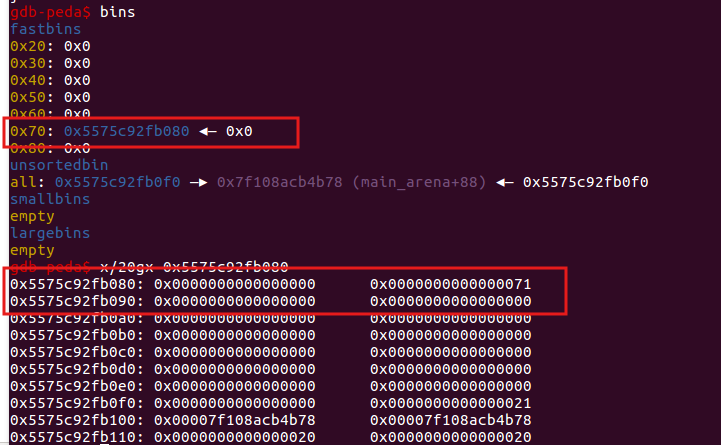 gdb-peda$ bins
fastbins
0x20: 0x0
0x30: 0x0
0x40: 0x0
0x50: 0x0
0x60: 0x0
0x70: 0x5575c92fb080 ◂— 0x0
0x80: 0x0
unsortedbin
all: 0x5575c92fb0f0 —▸ 0x7f108acb4b78 (main_arena+88) ◂— 0x5575c92fb0f0
smallbins
empty
largebins
empty
gdb-peda$ x/20gx 0x5575c92fb080
0x5575c92fb080: 0x0000000000000000 0x0000000000000071
0x5575c92fb090: 0x0000000000000000 0x0000000000000000
0x5575c92fb0a0: 0x0000000000000000 0x0000000000000000
0x5575c92fb0b0: 0x0000000000000000 0x0000000000000000
0x5575c92fb0c0: 0x0000000000000000 0x0000000000000000
0x5575c92fb0d0: 0x0000000000000000 0x0000000000000000
0x5575c92fb0e0: 0x0000000000000000 0x0000000000000000
0x5575c92fb0f0: 0x0000000000000000 0x0000000000000021
0x5575c92fb100: 0x00007f108acb4b78 0x00007f108acb4b78
0x5575c92fb110: 0x0000000000000020 0x0000000000000020